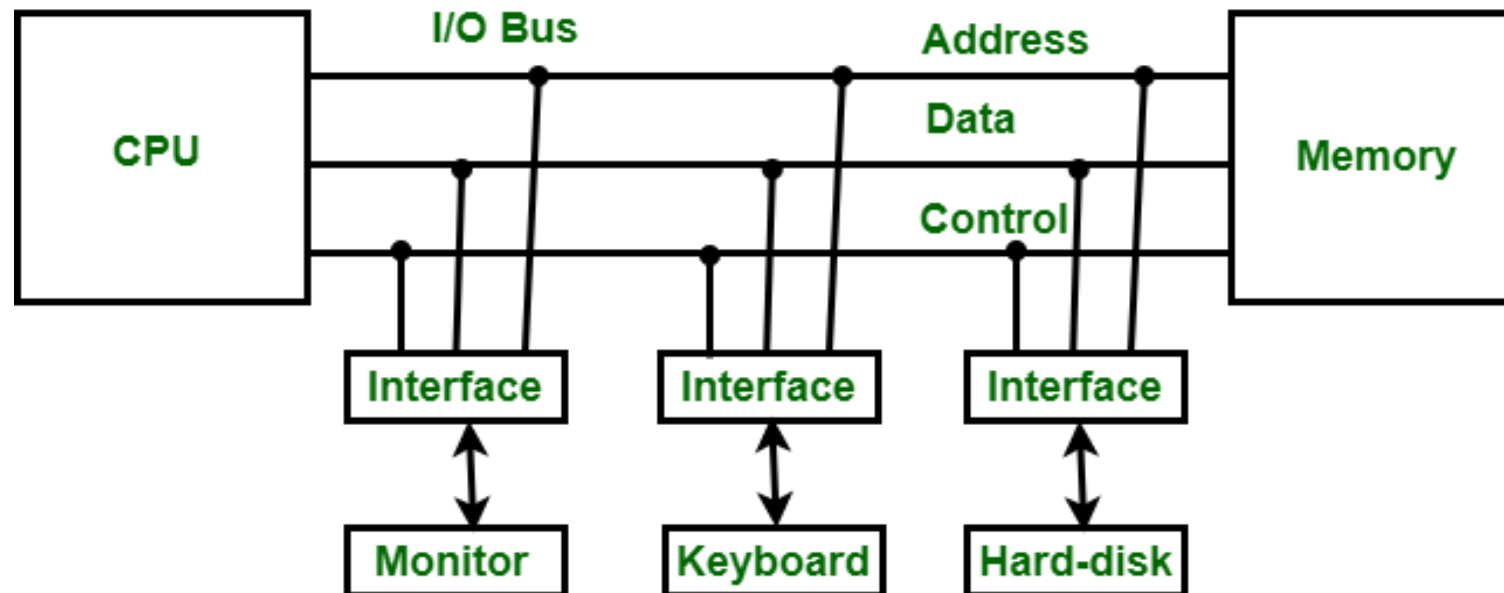 I/O Bus
Address
Data
CPU
Memory
Control
Interface
Interface
Interface
Monitor
Keyboard
Hard-disk